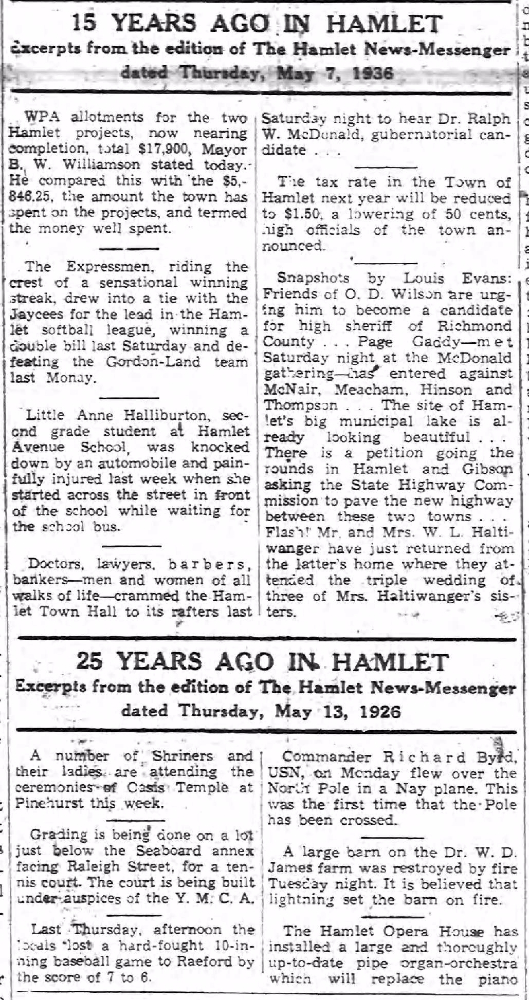 15 YEARS AGO IN HAMLET
Excerpts from the edition of The Hamlet News-Messenger
dated Thursday, May 7, 1936
WPA allotments for the two
Hamlet projects, now nearing
completion, total $17,900, Mayor
B. W. Williamson stated today.
He compared this with the $5,-
846.25, the amount the town has
spent on the projects, and termed
the money well spent.
The Expressmen, riding the
crest of a sensational winning
streak, drew into a tie with the
Jaycees for the lead in the Ham-
let softball league, winning a
double bill last Saturday and de-
feating the Gordon-Land team
last Monay.
Little Anne Halliburton, sec-
ond grade student at Hamlet
Avenue School, was knocked
down by an automobile and pain-
fully injured last week when she
started across the street in front
of the school while waiting for
the school bus.
Doctors, lawyers, barbers,
bankers—men and women of all
walks of life—crammed the Ham-
let Town Hall to its rafters last
Saturday night to hear Dr. Ralph
W. McDonald, gubernatorial can-
didate . . .
The tax rate in the Town of
Hamlet next year will be reduced
to $1.50, a lowering of 50 cents,
high officials of the town an-
nounced.
Snapshots by Louis Evans:
Friends of O. D. Wilson are urg-
ing him to become a candidate
for high sheriff of Richmond
County . . . Page Gaddy—met
Saturday night at the McDonald
gathering—has entered against
McNair, Meacham, Hinson and
Thompson . . . The site of Ham-
let's big municipal lake is al-
ready looking beautiful . . .
There is a petition going the
rounds in Hamlet and Gibson
asking the State Highway Com-
mission to pave the new highway
between these two towns . . .
Flash! Mr. and Mrs. W. L. Halti-
wanger have just returned from
the latter's home where they at-
tended the triple wedding of
three of Mrs. Haltiwanger's sis-
ters.
25 YEARS AGO IN HAMLET
Excerpts from the edition of The Hamlet News-Messenger
dated Thursday, May 13, 1926
A number of Shriners and
their ladies are attending the
ceremonies of Oasis Temple at
Pinehurst this week.
Grading is being done on a lot
just below the Seaboard annex
facing Raleigh Street, for a ten-
nis court. The court is being built
under auspices of the Y. M. C. A.
Last Thursday, afternoon the
locals lost a hard-fought 10-in-
ning baseball game to Raeford by
the score of 7 to 6.
Commander Richard Byrd,
USN, on Monday flew over the
North Pole in a Nay plane. This
was the first time that the Pole
has been crossed.
A large barn on the Dr. W. D.
James farm was restroyed by fire
Tuesday night. It is believed that
lightning set the barn on fire.
The Hamlet Opera House has
installed a large and thoroughly
up-to-date pipe organ-orchestra
which will replace the piano